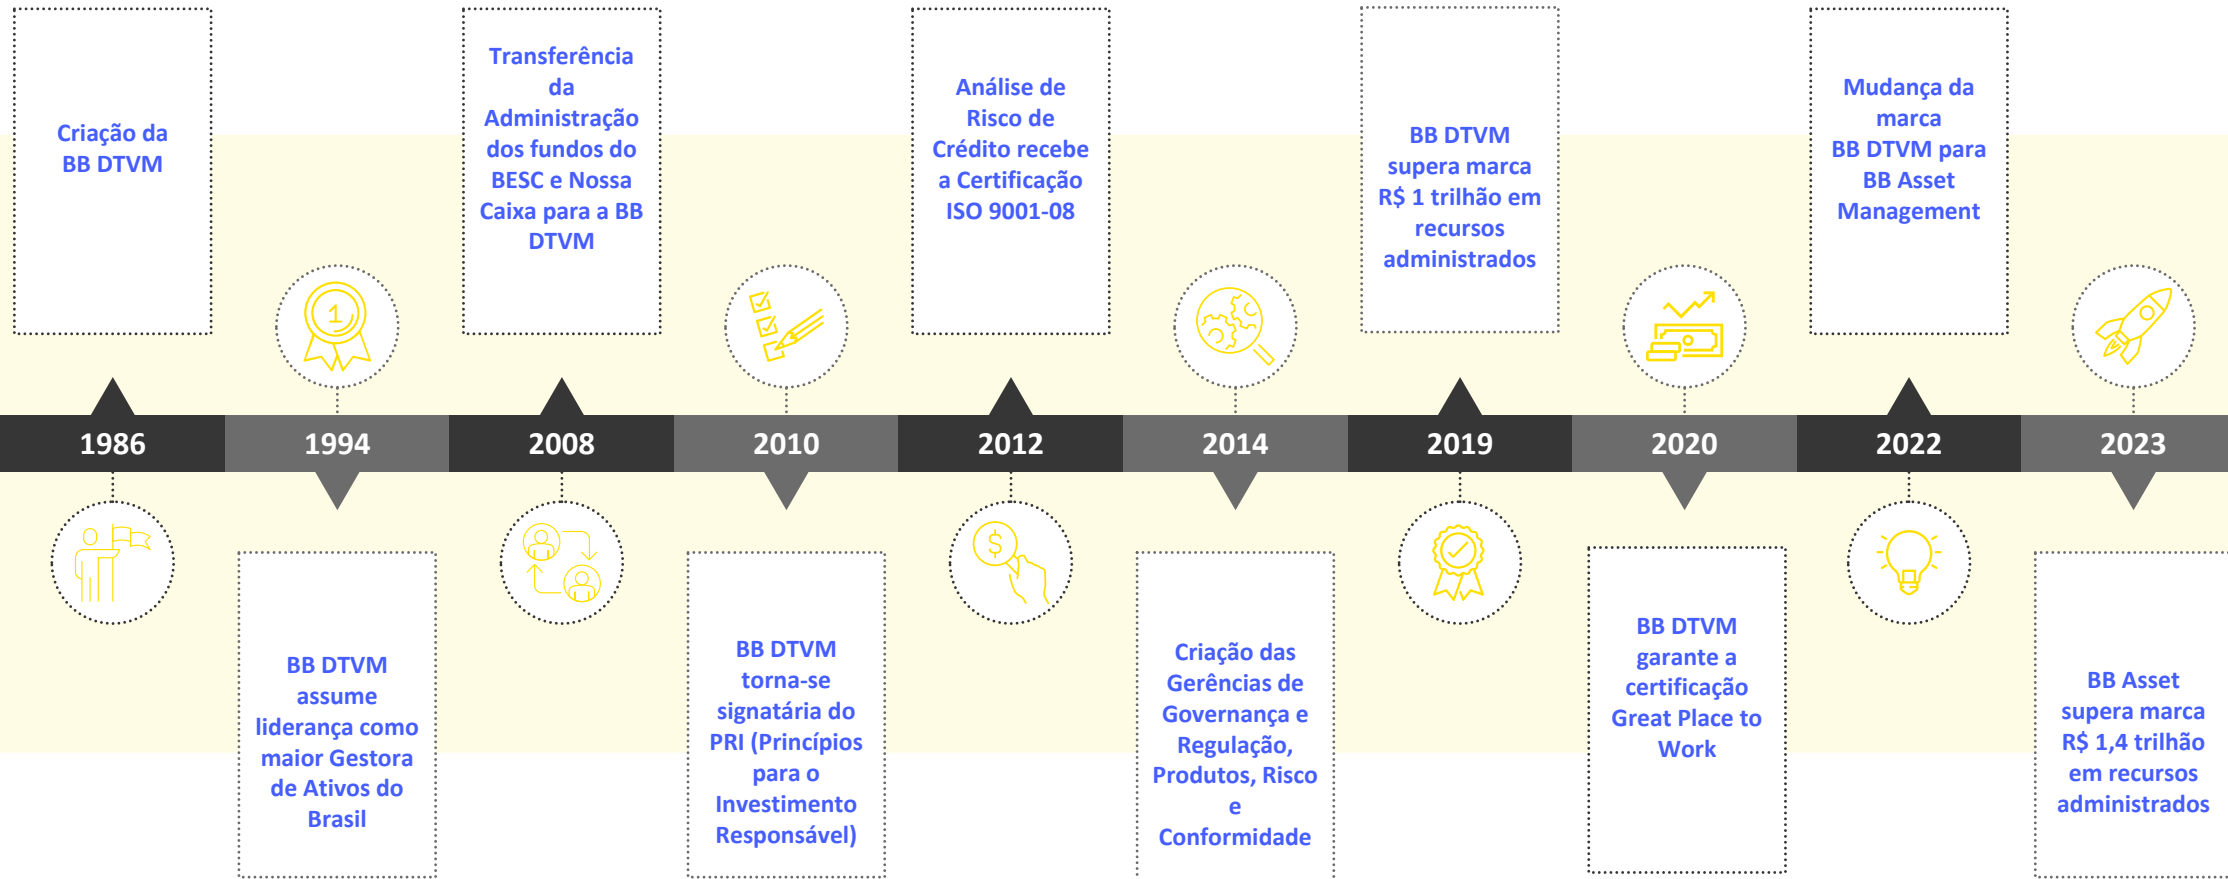 Criação da
BB DTVM
Transferência
da
Administração
dos fundos do
BESC e Nossa
Caixa para a BB
DTVM
Análise de
Risco de
Crédito recebe
a Certificação
ISO 9001-08
BB DTVM
supera marca
R$ 1 trilhão em
recursos
administrados
Mudança da
marca
BB DTVM para
BB Asset
Management
1
1986
1994
2008
2010
2012
2014
2019
2020
2022
2023
$
BB DTVM
assume
liderança como
maior Gestora
de Ativos do
Brasil
BB DTVM
torna-se
signatária do
PRI (Princípios
para o
Investimento
Responsável)
Criação das
Gerências de
Governança e
Regulação,
Produtos, Risco
e
Conformidade
BB DTVM
garante a
certificação
Great Place to
Work
BB Asset
supera marca
R$ 1,4 trilhão
em recursos
administrados